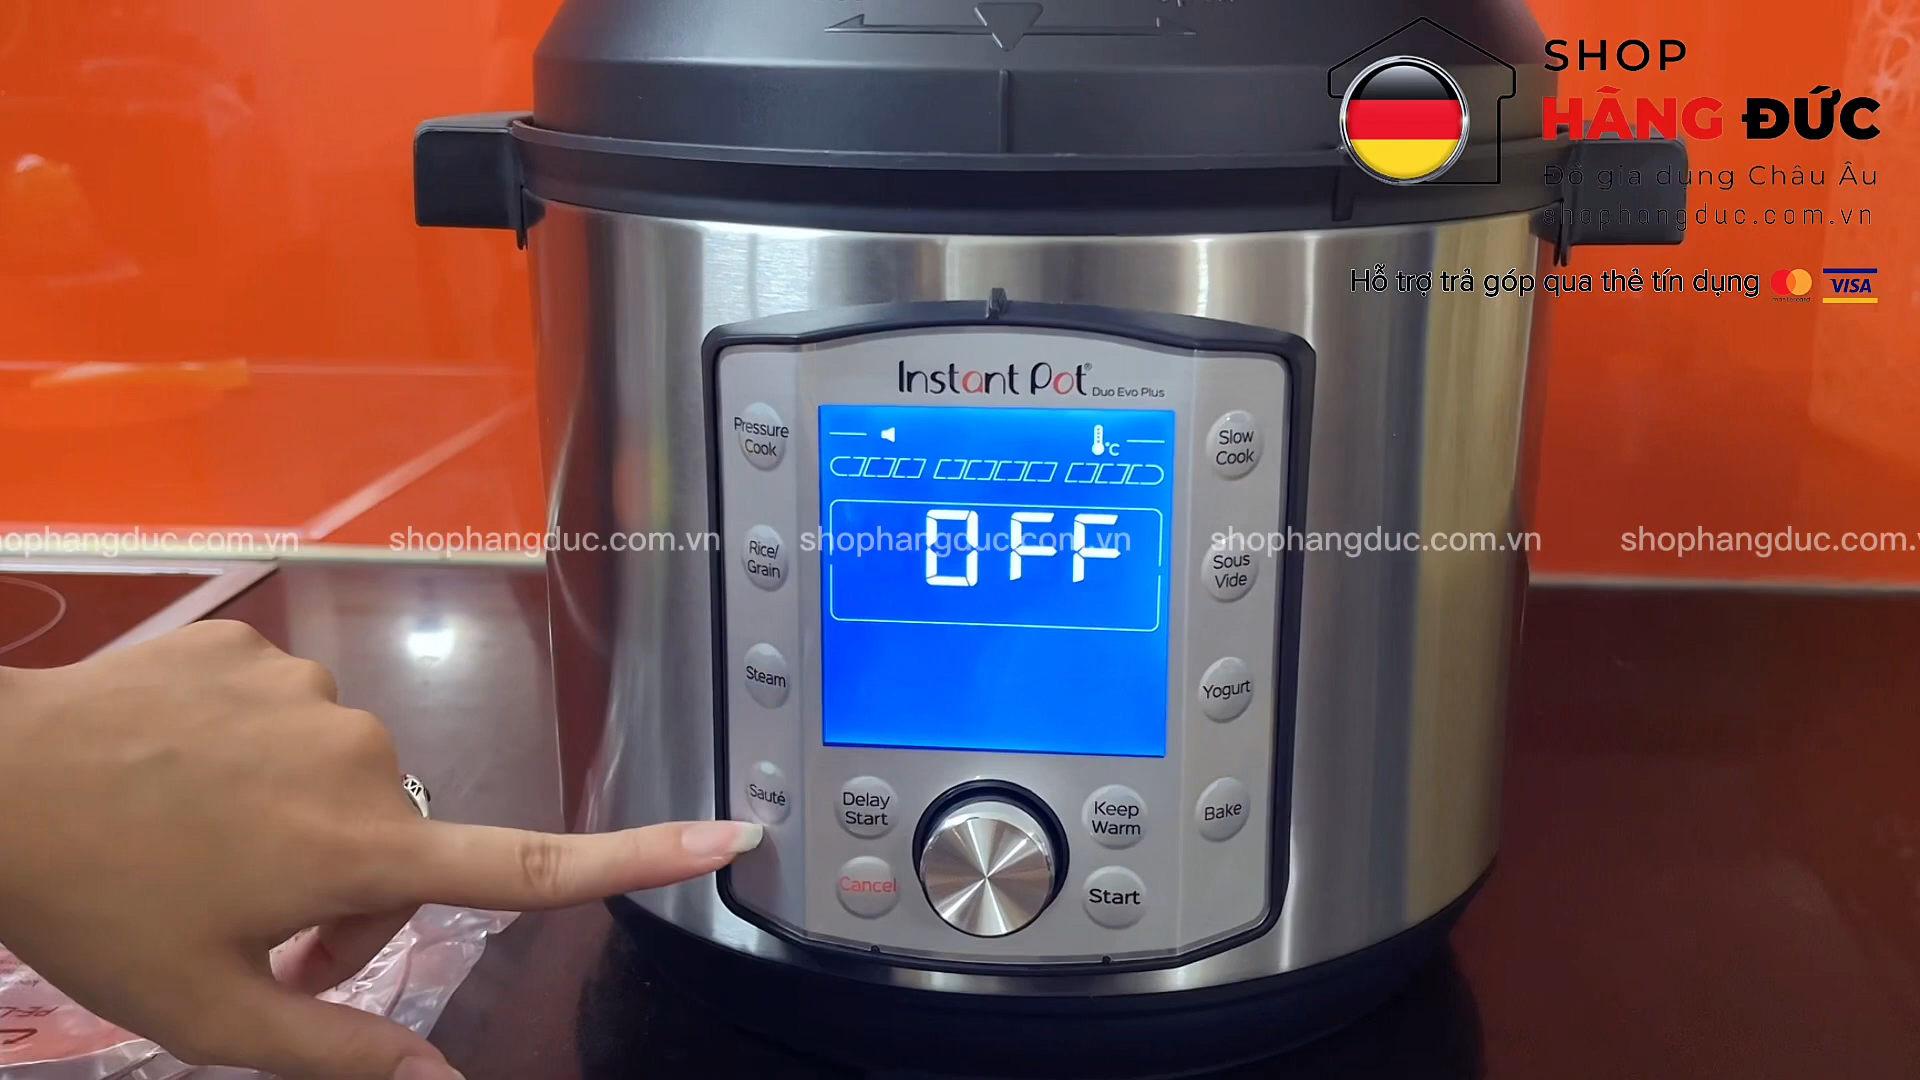 SHOP
HÀNG ĐỨC
Đồ gia dụng Châu Âu
shophangduc.com.vn
Hỗ trợ trả góp qua thẻ tín dụng
mastercard
VISA
Instant Pot®
Duo Evo Plus
Pressure
Cook
Slow
Cook
°C
OFF
shophangduc.com.vn
shophangduc.com.vn
shophangduc.com.vn
shophangduc.com.vn
Rice/
Grain
Sous
Vide
Steam
Yogurt
Sauté
Delay
Start
Keep
Warm
Bake
Cancel
Start